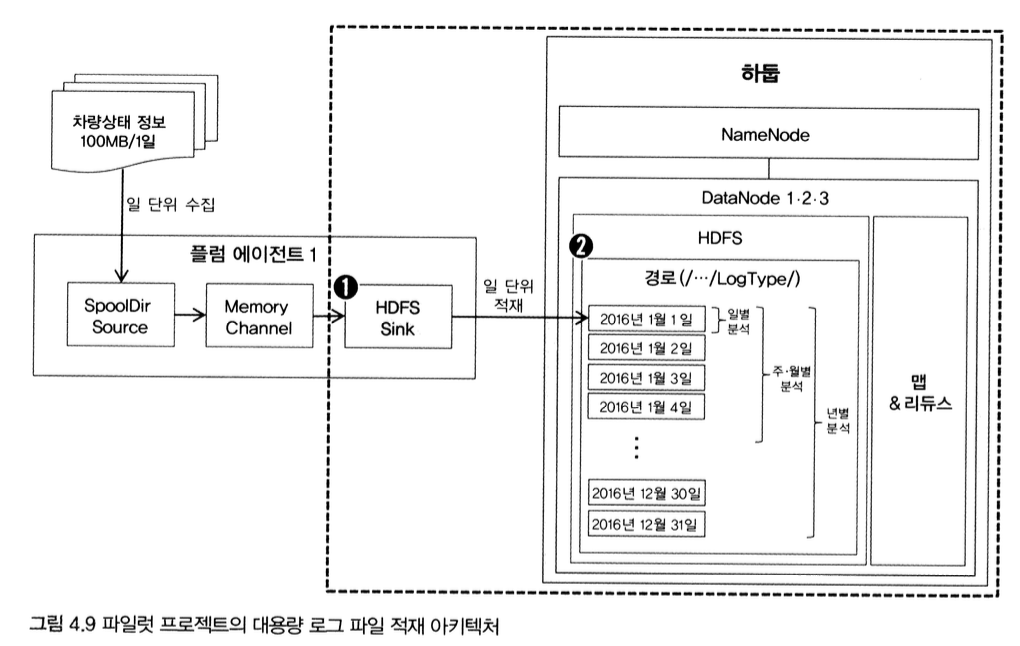 하둡
NameNode
차량상태 정보
100MB/1일
일 단위 수집
DataNode 1·2·3
플럼 에이전트 1
❶
❷
HDFS
경로(/…/LogType/)
SpoolDir
Source
Memory
Channel
HDFS
Sink
일 단위
적재
2016년 1월 1일
2016년 1월 2일
2016년 1월 3일
2016년 1월 4일
⋮
2016년 12월 30일
2016년 12월 31일
일별
분석
주·월별
분석
년별
분석
맵
&리듀스
그림 4.9 파일럿 프로젝트의 대용량 로그 파일 적재 아키텍처